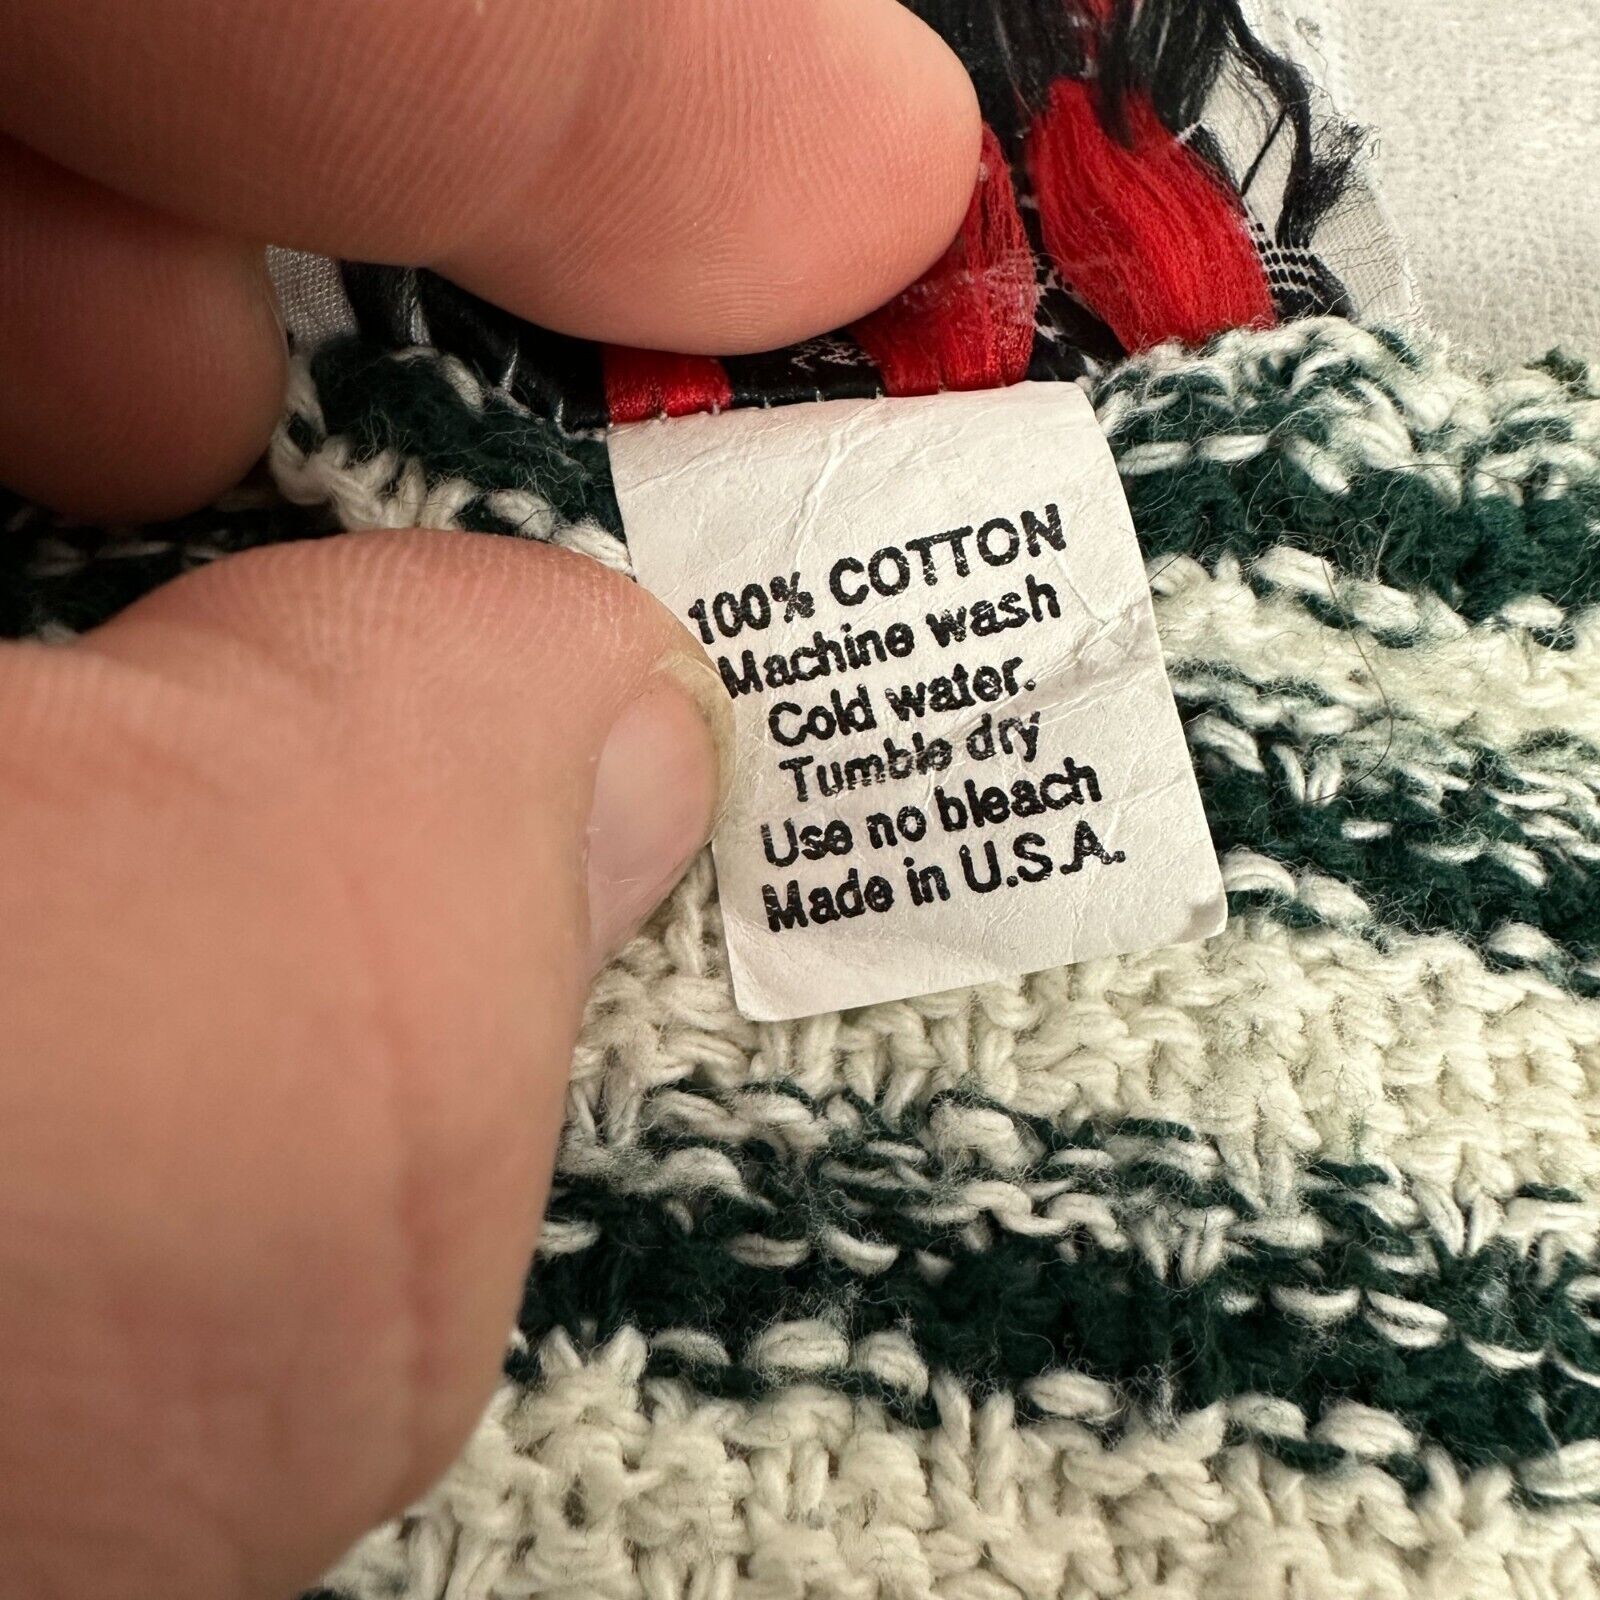 100% COTTON
Machine wash
Cold water.
Tumble dry
Use no bleach
Made in U.S.A.